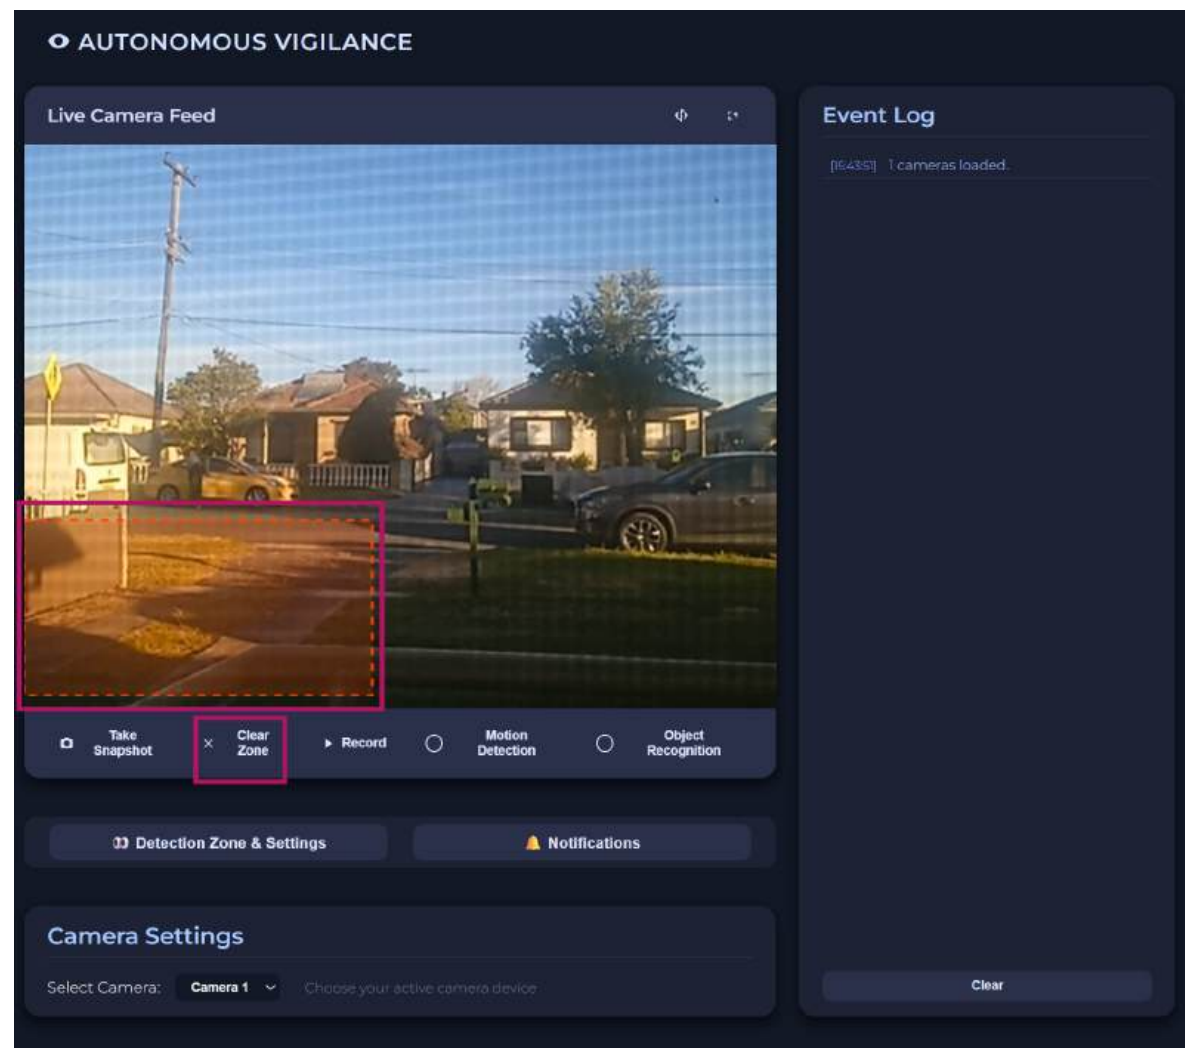 AUTONOMOUS VIGILANCE
Live Camera Feed
Take
Snapshot
Clear
Zone
Record
Motion
Detection
Object
Recognition
Detection Zone & Settings
Notifications
Camera Settings
Select Camera: Camera 1 Choose your active camera device
Event Log
1 cameras loaded.
Clear